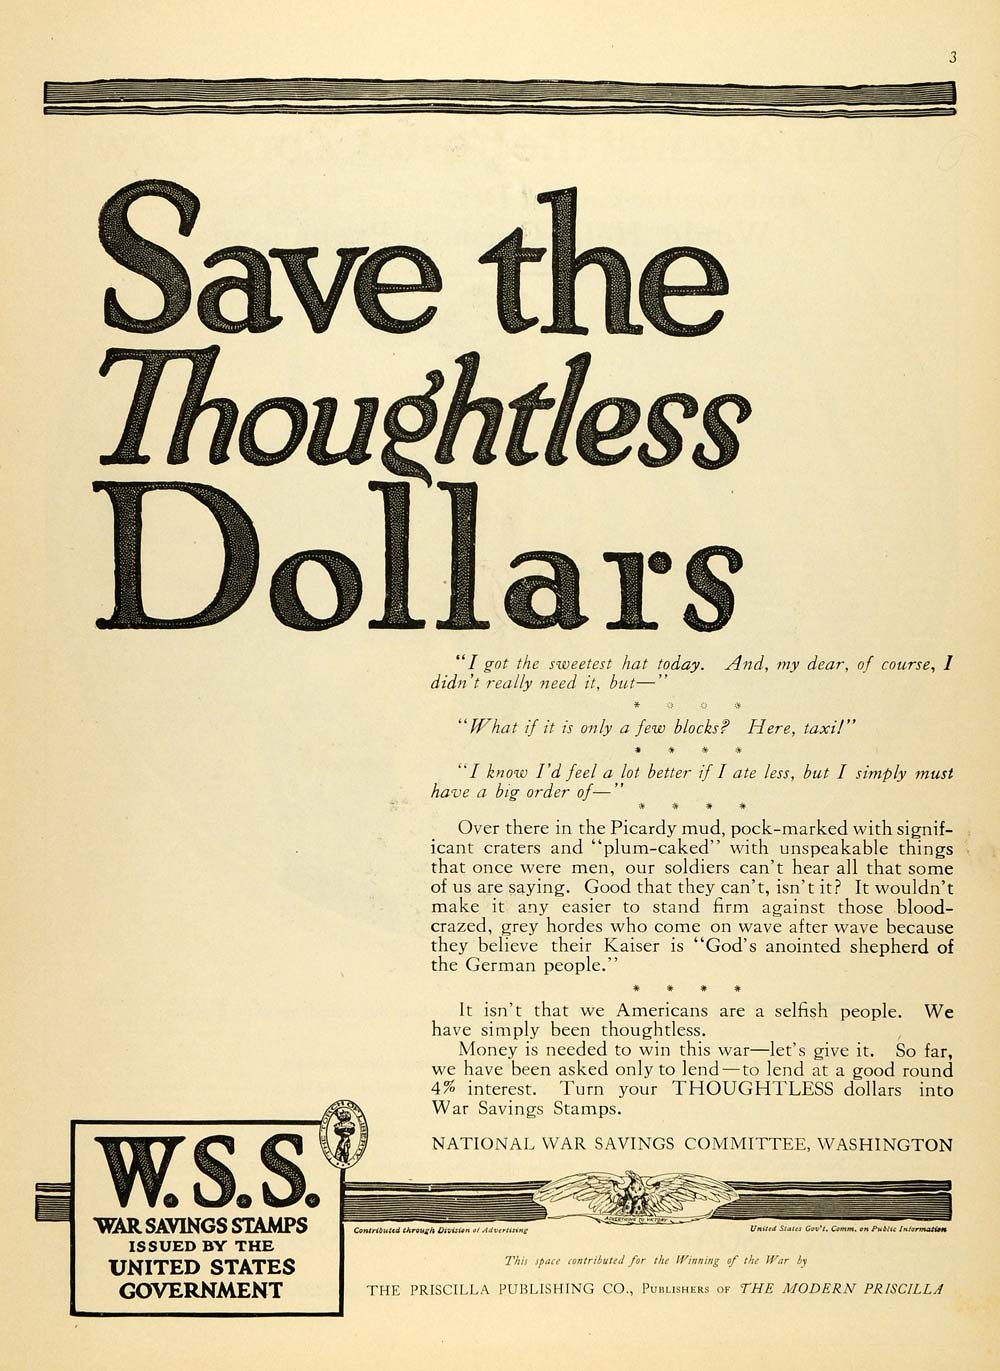 3
Save the
Thoughtless
Dollars
"I got the sweetest hat today. And, my dear, of course, I
didn't really need it, but—"
* * * *
"What if it is only a few blocks? Here, taxi!"
* * * *
"I know I'd feel a lot better if I ate less, but I simply must
have a big order of—"
* * * *
Over there in the Picardy mud, pock-marked with signif-
icant craters and "plum-caked" with unspeakable things
that once were men, our soldiers can't hear all that some
of us are saying. Good that they can't, isn't it? It wouldn't
make it any easier to stand firm against those blood-
crazed, grey hordes who come on wave after wave because
they believe their Kaiser is "God's anointed shepherd of
the German people."
* * * *
It isn't that we Americans are a selfish people. We
have simply been thoughtless.
Money is needed to win this war—let's give it. So far,
we have been asked only to lend—to lend at a good round
4% interest. Turn your THOUGHTLESS dollars into
War Savings Stamps.
NATIONAL WAR SAVINGS COMMITTEE, WASHINGTON
THE TORCH OF LIBERTY
W.S.S.
WAR SAVINGS STAMPS
ISSUED BY THE
UNITED STATES
GOVERNMENT
ADVERTISING TO VICTORY
Contributed through Division of Advertising
United States Gov't. Comm. on Public Information
This space contributed for the Winning of the War by
THE PRISCILLA PUBLISHING CO., PUBLISHERS OF THE MODERN PRISCILLA